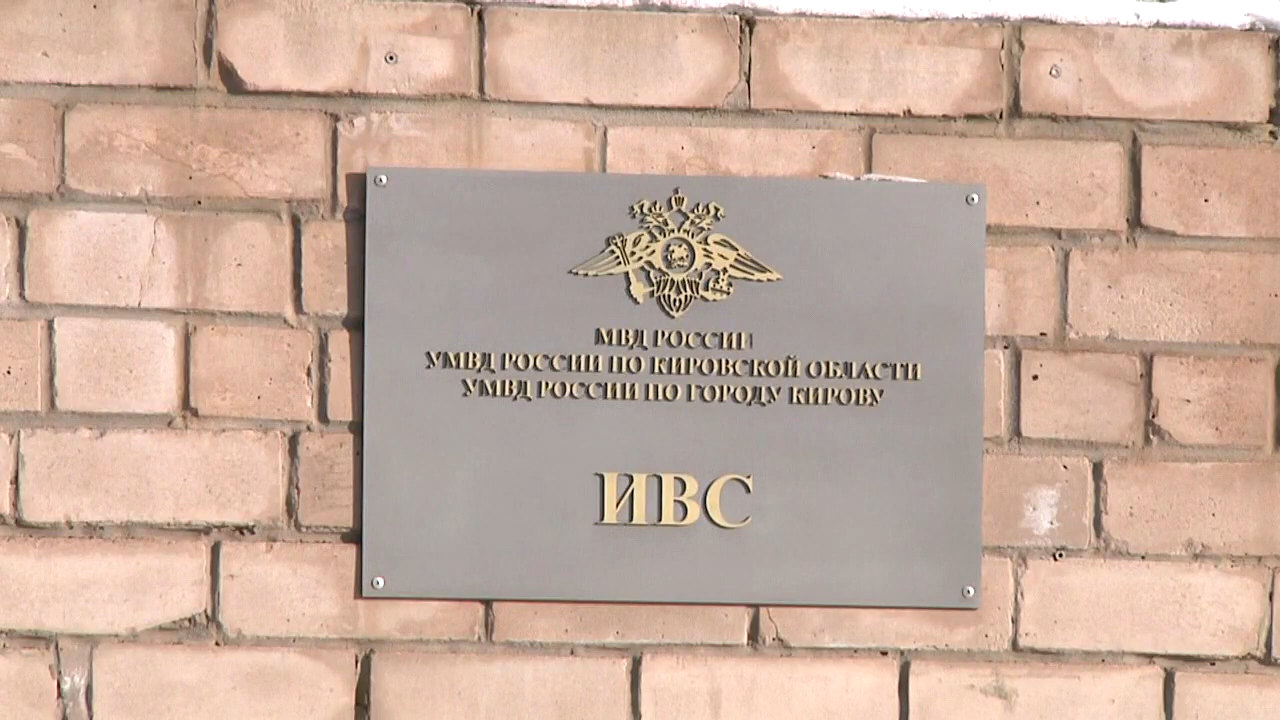 МВД РОССИИ
УМВД РОССИИ ПО КИРОВСКОЙ ОБЛАСТИ
УМВД РОССИИ ПО ГОРОДУ КИРОВУ
ИВС